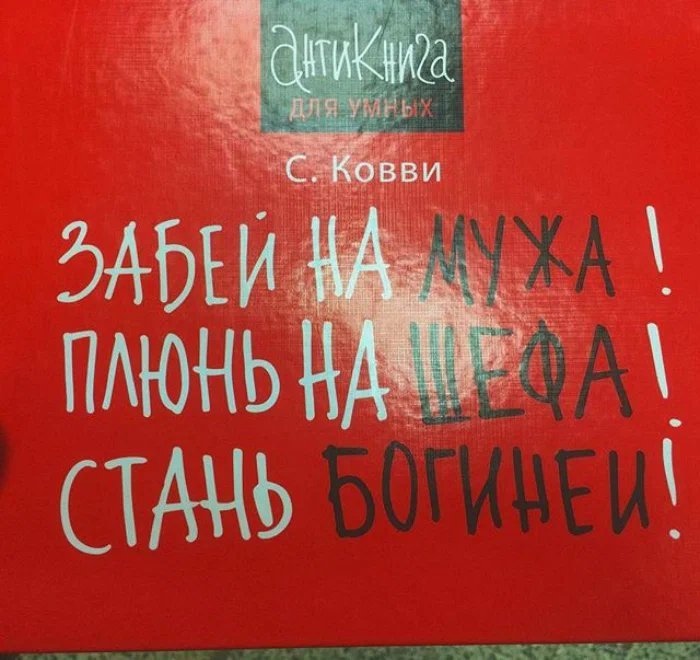 антиКнига
для умных
С. Ковви
ЗАБЕЙ НА МУЖА!
ПЛЮНЬ НА ШЕФА!
СТАНЬ БОГИНЕЙ!